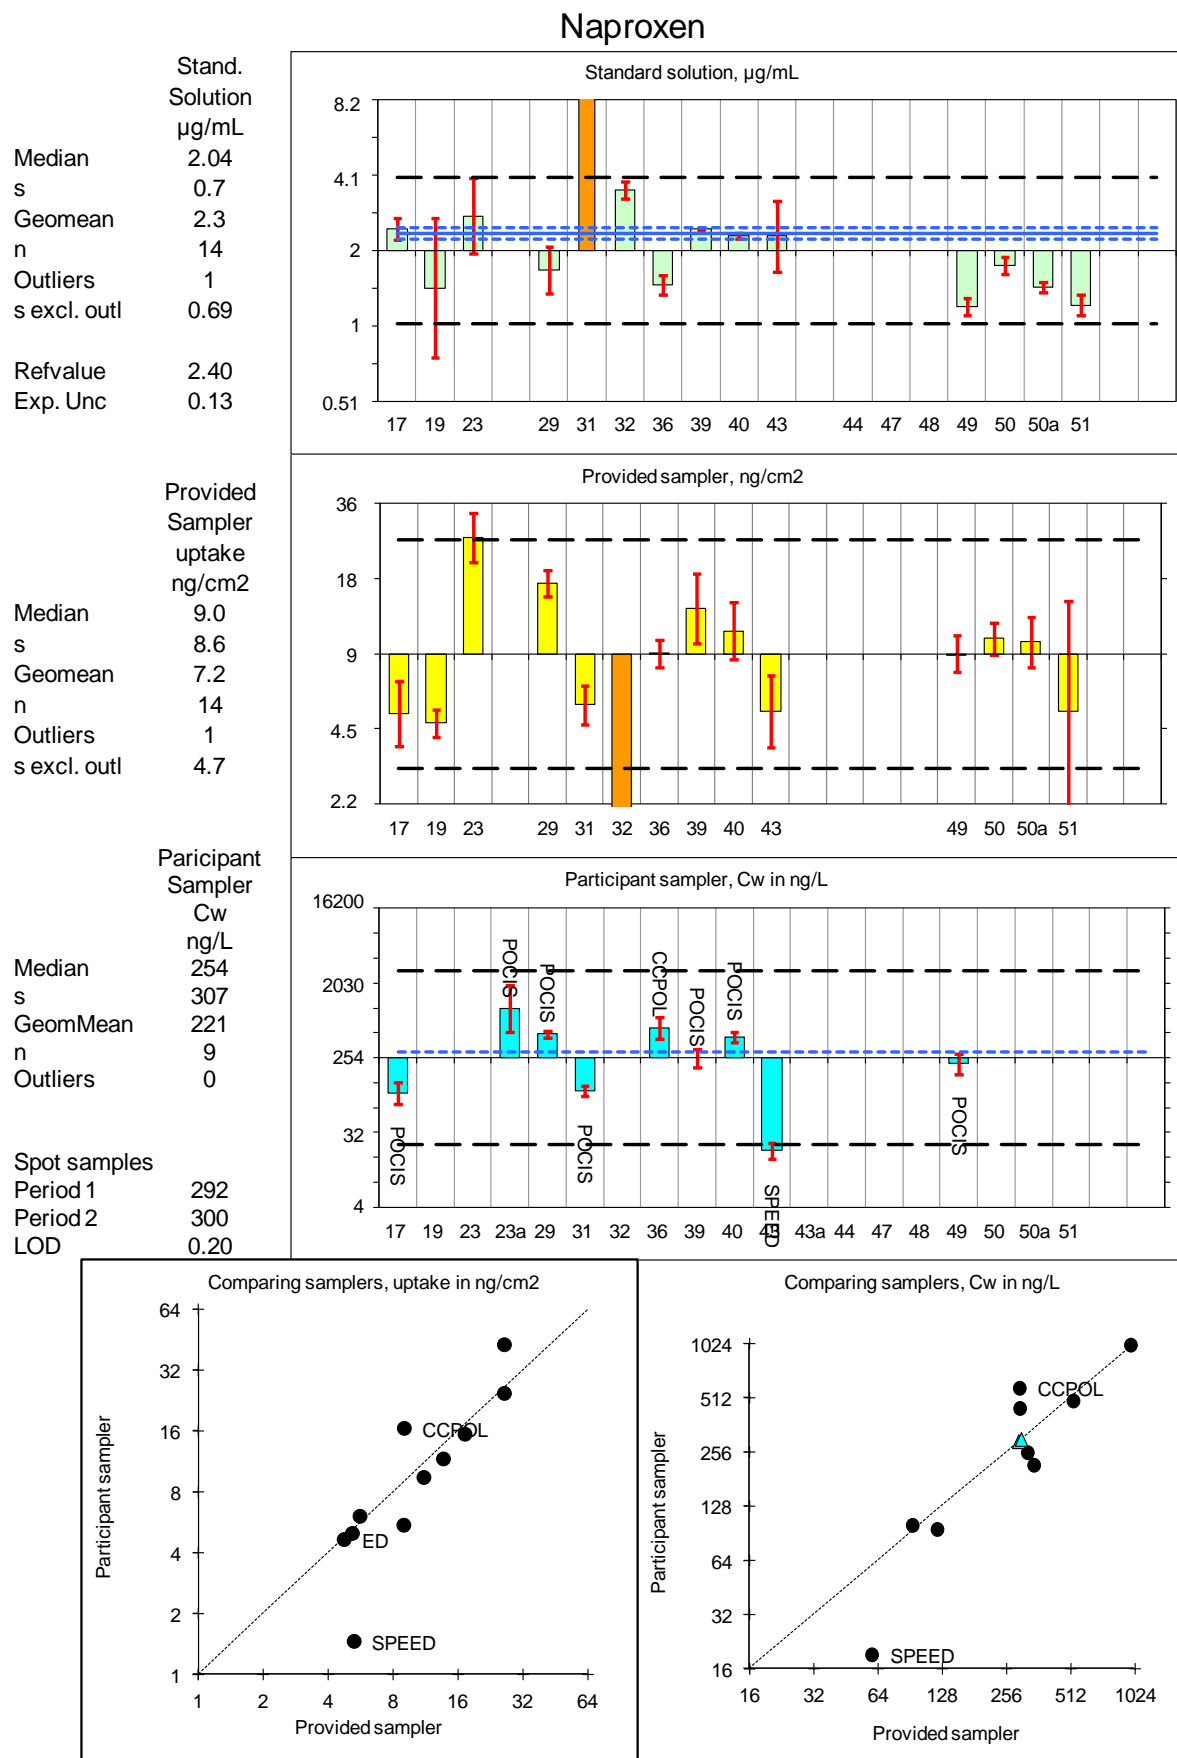 Naproxen
Stand.
Solution
µg/mL
Median 2.04
s 0.7
Geomean 2.3
n 14
Outliers 1
s excl. outl 0.69
Refvalue 2.40
Exp. Unc 0.13
Standard solution, µg/mL
8.2
4.1
2
1
0.51
17 19 23 29 31 32 36 39 40 43 44 47 48 49 50 50a 51
Provided
Sampler
uptake
ng/cm2
Median 9.0
s 8.6
Geomean 7.2
n 14
Outliers 1
s excl. outl 4.7
Provided sampler, ng/cm2
36
18
9
4.5
2.2
17 19 23 29 31 32 36 39 40 43 49 50 50a 51
Paricipant
Sampler
Cw
ng/L
Median 254
s 307
GeomMean 221
n 9
Outliers 0
Spot samples
Period 1 292
Period 2 300
LOD 0.20
Participant sampler, Cw in ng/L
16200
2030
254
32
4
POCIS
POCIS
POCIS
POCIS
CCPOL
POCIS
POCIS
SPEED
POCIS
17 19 23 23a 29 31 32 36 39 40 43 43a 44 47 48 49 50 50a 51
Comparing samplers, uptake in ng/cm2
64
32
16
8
4
2
1
Participant sampler
CCPOL
ED
SPEED
1 2 4 8 16 32 64
Provided sampler
Comparing samplers, Cw in ng/L
1024
512
256
128
64
32
16
Participant sampler
CCPOL
SPEED
16 32 64 128 256 512 1024
Provided sampler